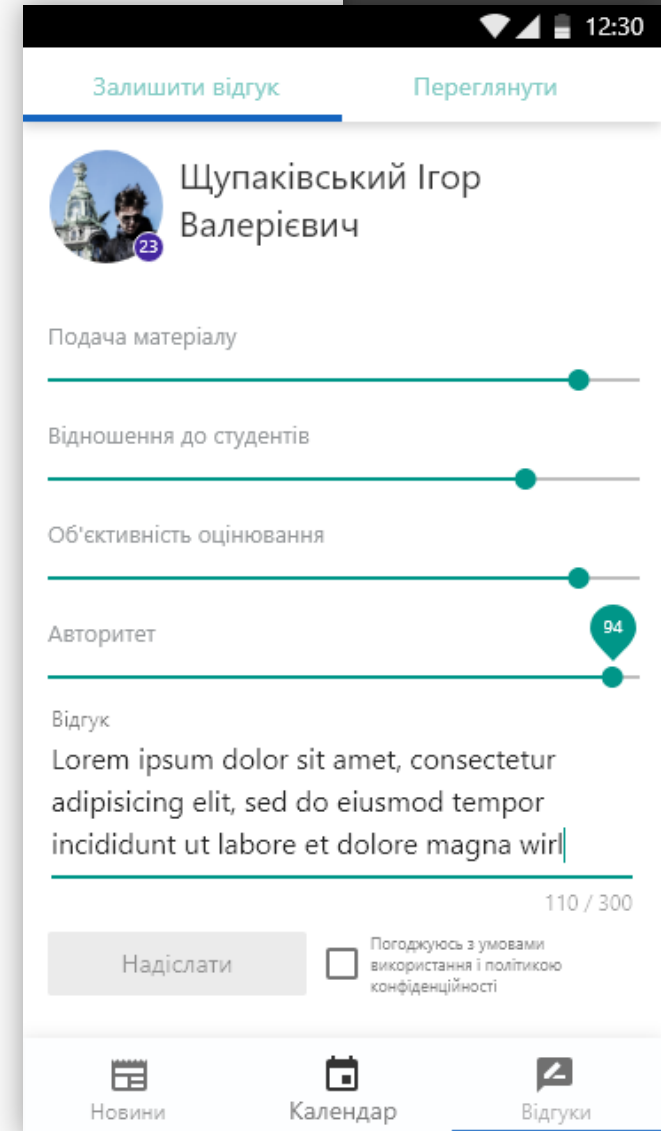 12:30
Залишити відгук Переглянути
Щупаківський Ігор
Валерієвич
23
Подача матеріалу
Відношення до студентів
Об'єктивність оцінювання
Авторитет
94
Відгук
Lorem ipsum dolor sit amet, consectetur
adipisicing elit, sed do eiusmod tempor
incididunt ut labore et dolore magna wirl
110 / 300
Надіслати
Погоджуюсь з умовами
використання і політикою
конфіденційності
Новини Календар Відгуки